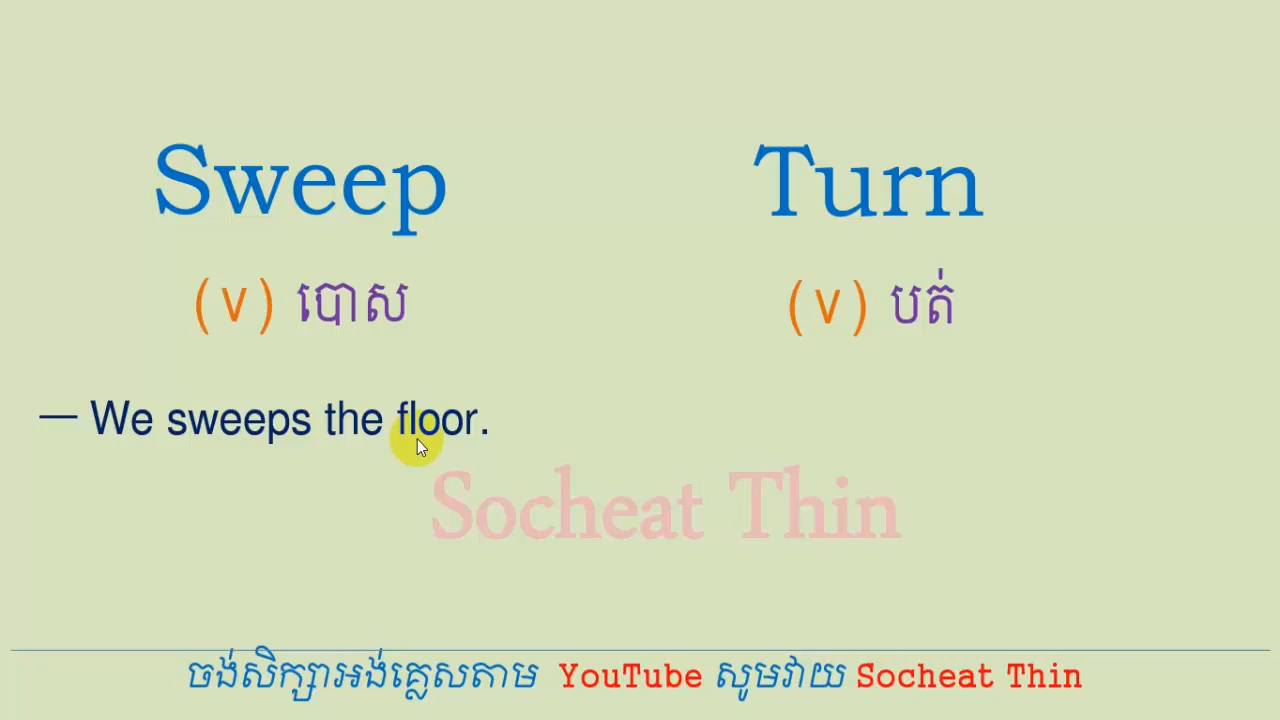 Sweep
Turn
(v) បោស
(v) បត់
— We sweeps the floor.
Socheat Thin
ចង់សិក្សាអង់គ្លេសតាម YouTube សូមវាយ Socheat Thin